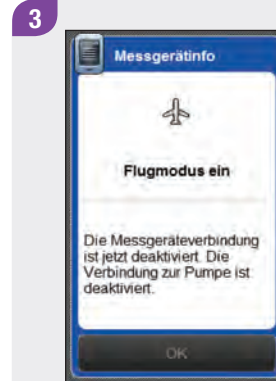 3
Messgerätinfo
Flugmodus ein
Die Messgeräteverbindung
ist jetzt deaktiviert. Die
Verbindung zur Pumpe ist
deaktiviert.
OK